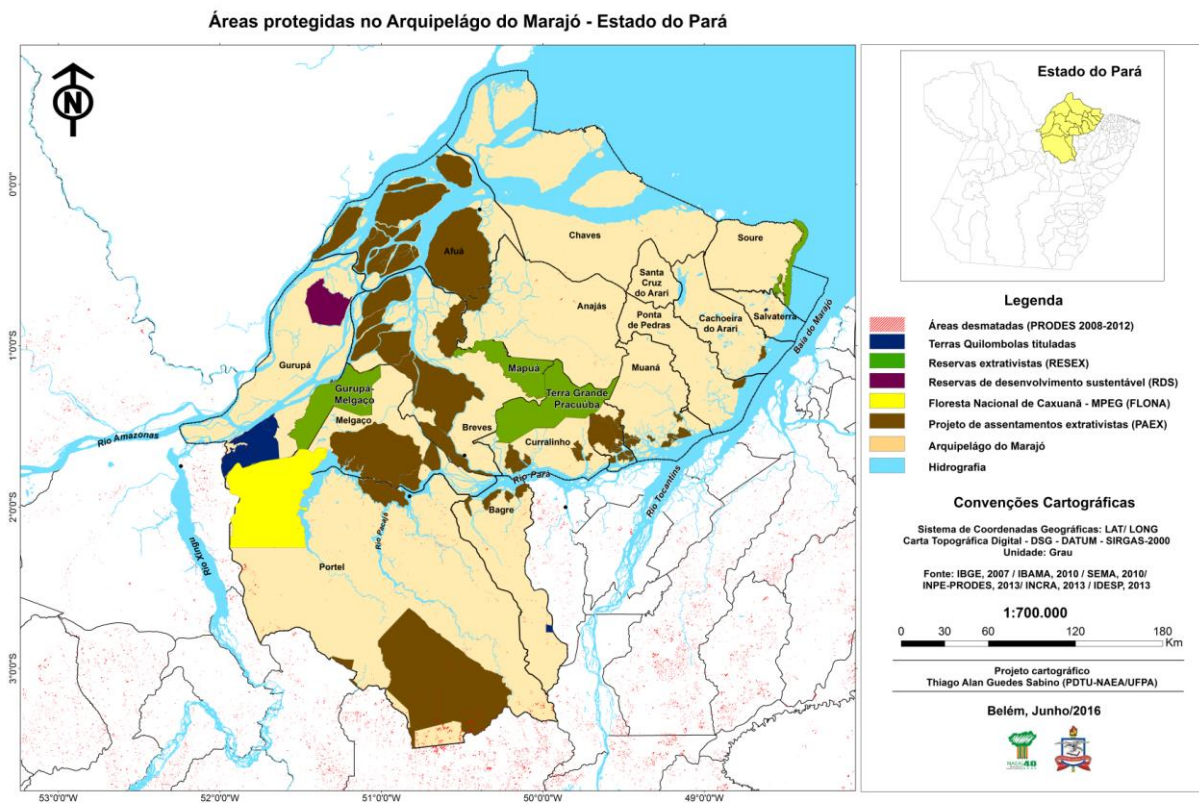 Áreas protegidas no Arquipelágo do Marajó - Estado do Pará
N
0°0'0"
1°0'0"S
2°0'0"S
3°0'0"S
53°0'0"W
52°0'0"W
51°0'0"W
50°0'0"W
49°0'0"W
Chaves
Soure
Afuá
Santa
Cruz
do Arari
Anajás
Ponta
de Pedras
Cachoeira
do Arari
Salvaterra
Baía do Marajó
Gurupá
Mapuá
Muaná
Gurupa-
Melgaço
Terra Grande
Pracuúba
Melgaço
Breves
Curralinho
Rio Amazonas
Rio Pará
Rio Tocantins
Bagre
Rio Pacajá
Rio Xingu
Portel
Estado do Pará
Legenda
Áreas desmatadas (PRODES 2008-2012)
Terras Quilombolas tituladas
Reservas extrativistas (RESEX)
Reservas de desenvolvimento sustentável (RDS)
Floresta Nacional de Caxuanã - MPEG (FLONA)
Projeto de assentamentos extrativistas (PAEX)
Arquipélago do Marajó
Hidrografia
Convenções Cartográficas
Sistema de Coordenadas Geográficas: LAT/ LONG
Carta Topográfica Digital - DSG - DATUM - SIRGAS-2000
Unidade: Grau
Fonte: IBGE, 2007 / IBAMA, 2010 / SEMA, 2010/
INPE-PRODES, 2013/ INCRA, 2013 / IDESP, 2013
1:700.000
0 30 60 120 180
Km
Projeto cartográfico
Thiago Alan Guedes Sabino (PDTU-NAEA/UFPA)
Belém, Junho/2016
NAEA 40